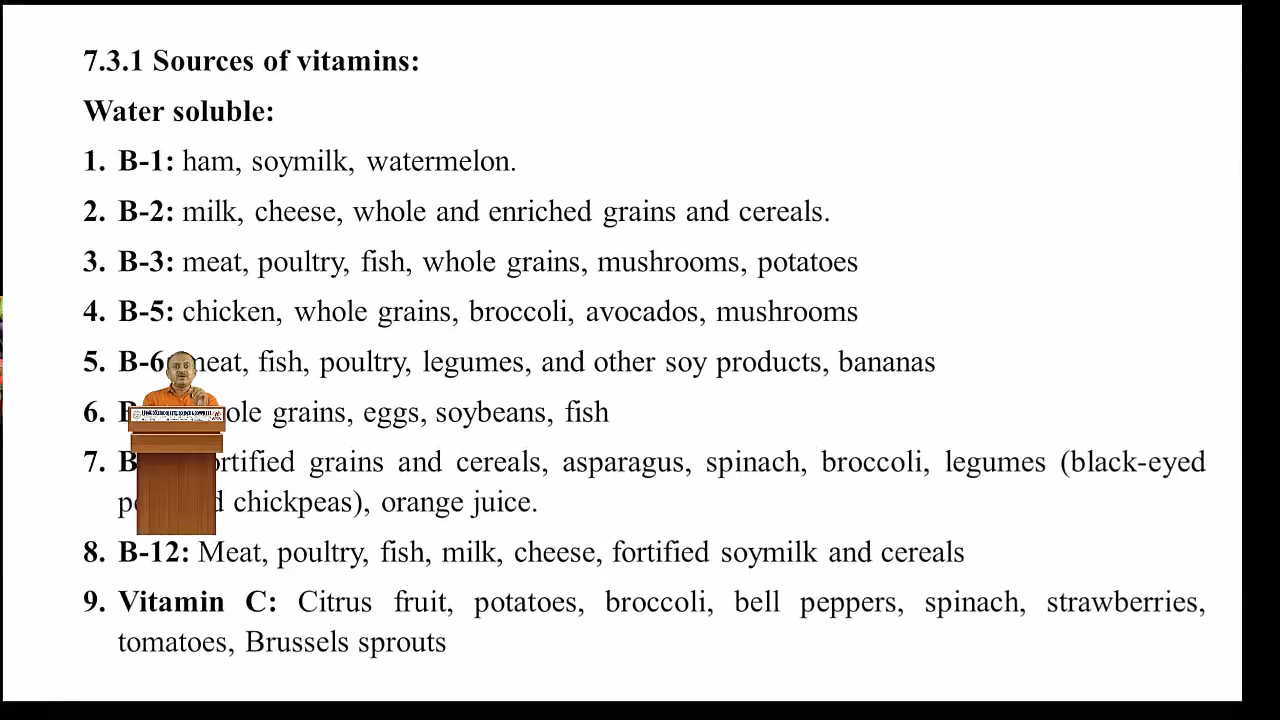 7.3.1 Sources of vitamins:
Water soluble:
1. B-1: ham, soymilk, watermelon.
2. B-2: milk, cheese, whole and enriched grains and cereals.
3. B-3: meat, poultry, fish, whole grains, mushrooms, potatoes
4. B-5: chicken, whole grains, broccoli, avocados, mushrooms
5. B-6: meat, fish, poultry, legumes, and other soy products, bananas
6. grains, eggs, soybeans, fish
7. grains and cereals, asparagus, spinach, broccoli, legumes (black-eyed
chickpeas), orange juice.
8. B-12: Meat, poultry, fish, milk, cheese, fortified soymilk and cereals
9. Vitamin C: Citrus fruit, potatoes, broccoli, bell peppers, spinach, strawberries,
tomatoes, Brussels sprouts